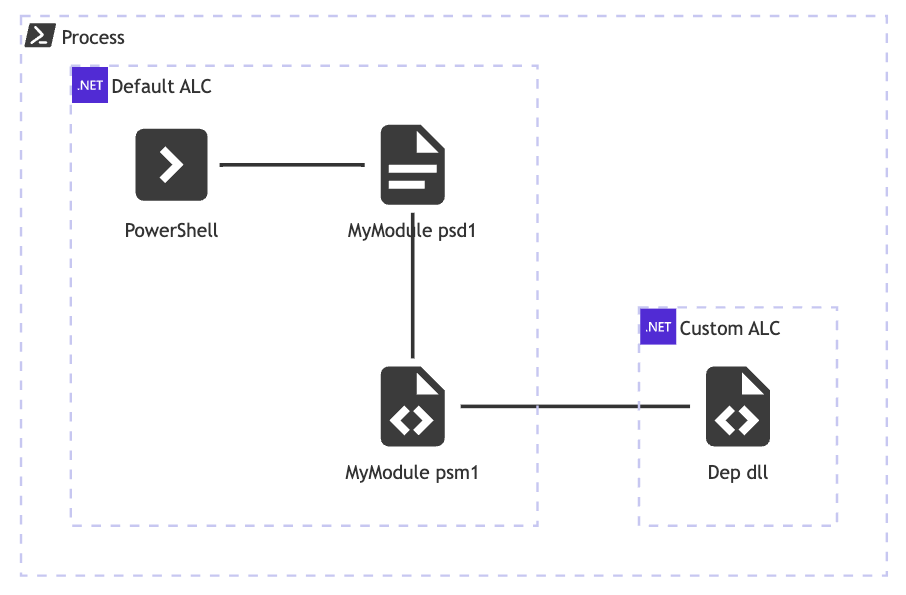 Process
.NET Default ALC
PowerShell
MyModule psd1
.NET Custom ALC
MyModule psm1
Dep dll